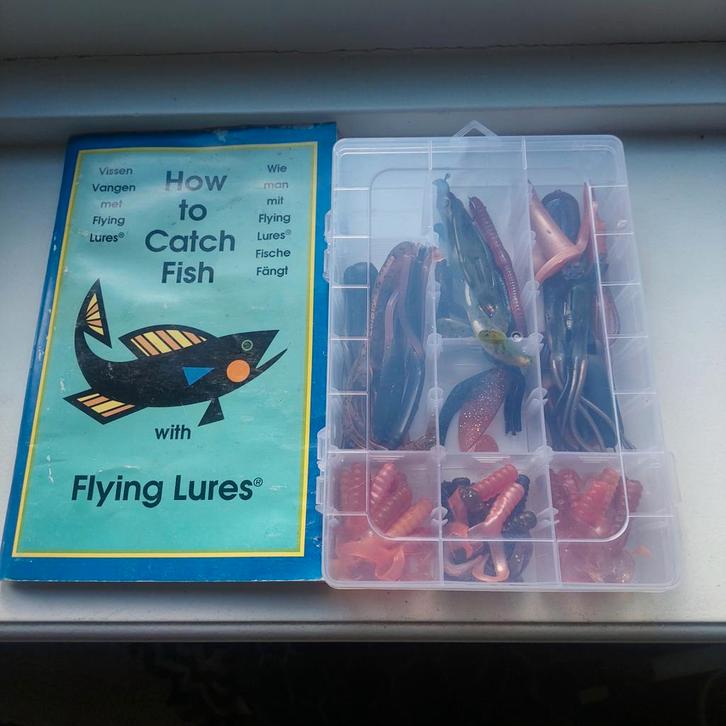 Vissen
Vangen
met
Flying
Lures®
How
to
Catch
Fish
Wie
man
mit
Flying
Lures®
Fische
Fängt
with
Flying Lures®